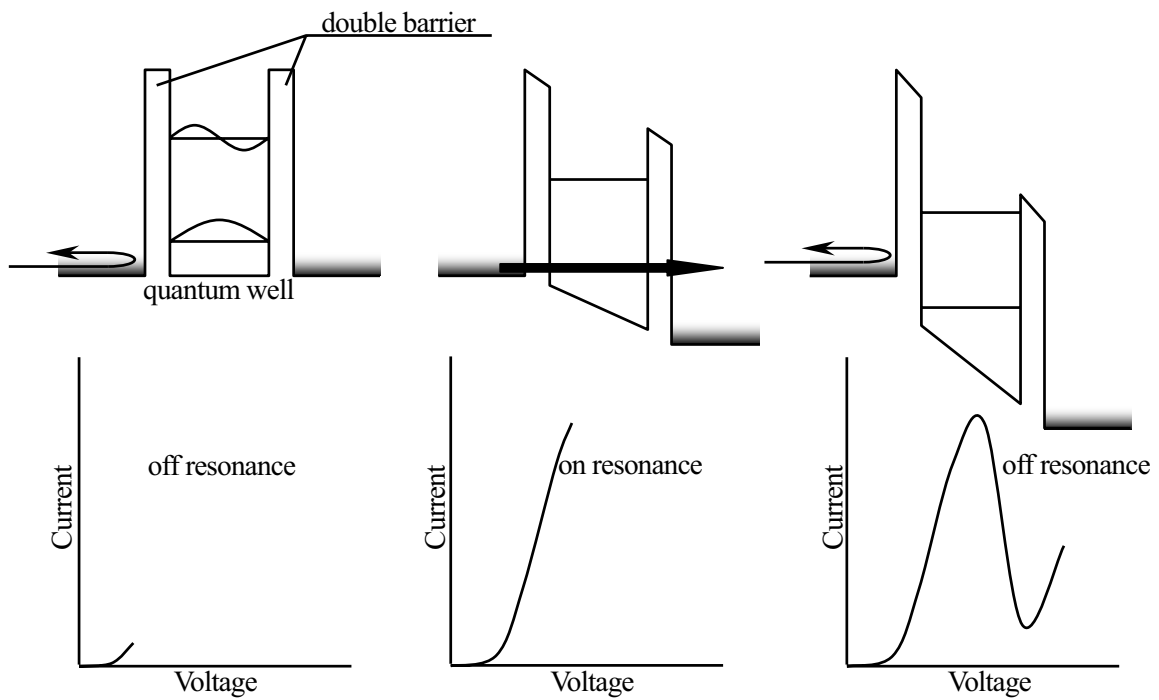 double barrier
quantum well
off resonance
on resonance
off resonance
Current
Current
Current
Voltage
Voltage
Voltage